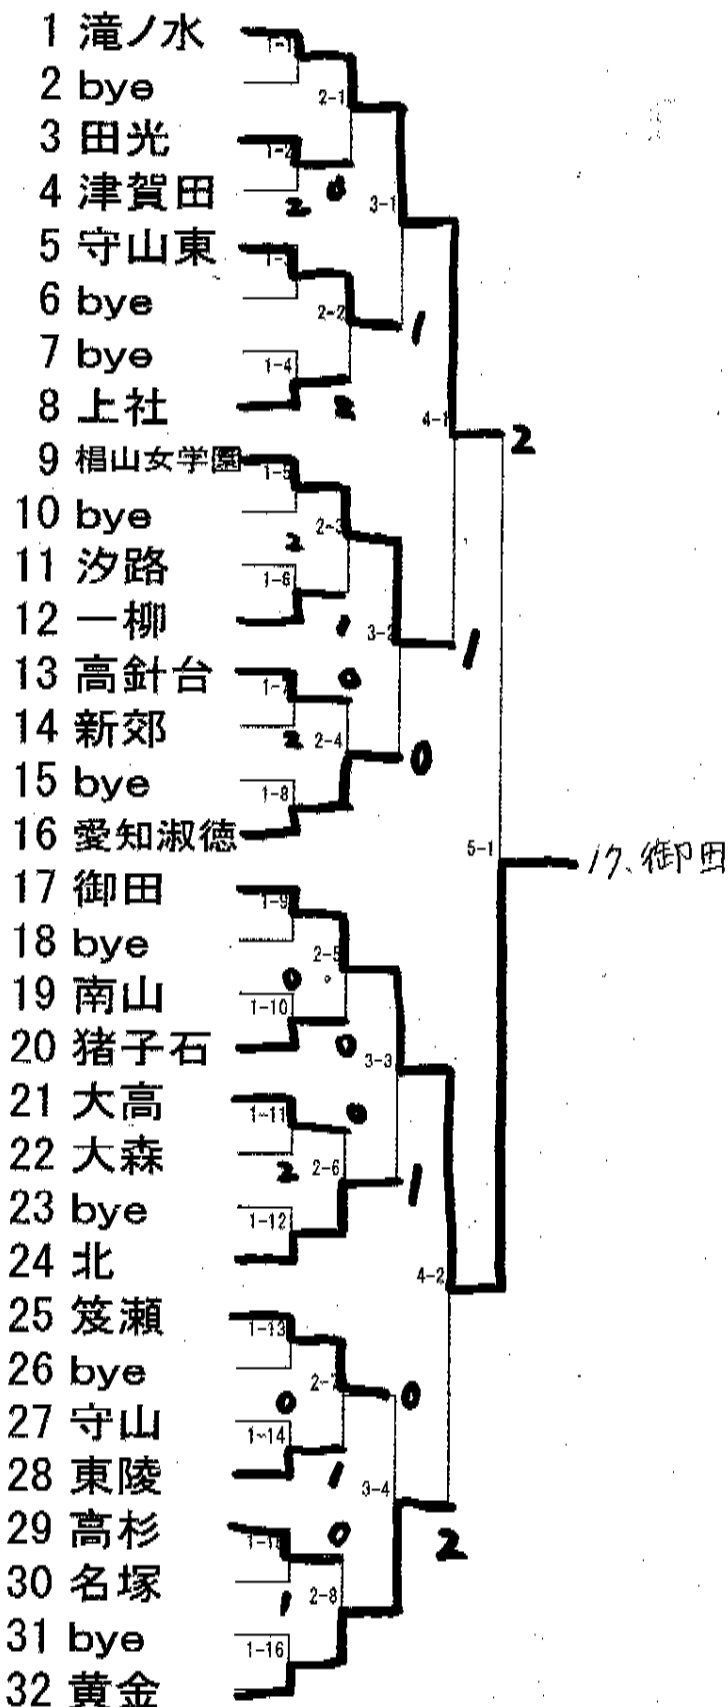 1 滝ノ水
1-1
2 bye
2-1
3 田光
1-2
0
4 津賀田
2
3-1
5 守山東
1-3
6 bye
2-2
1
7 bye
1-4
8 上社
2
4-1
2
9 椙山女学園
1-5
10 bye
2-3
2
11 汐路
1-6
12 一柳
1
3-2
1
13 高針台
1-7
0
14 新郊
2
2-4
0
15 bye
1-8
16 愛知淑徳
5-1
17、御田
17 御田
1-9
18 bye
2-5
0
19 南山
1-10
20 猪子石
0
3-3
21 大高
1-11
0
22 大森
2
2-6
1
23 bye
1-12
24 北
4-2
25 笈瀬
1-13
26 bye
2-7
0
0
27 守山
1-14
28 東陵
1
3-4
29 高杉
1-15
0
2
30 名塚
1
2-8
31 bye
1-16
32 黄金